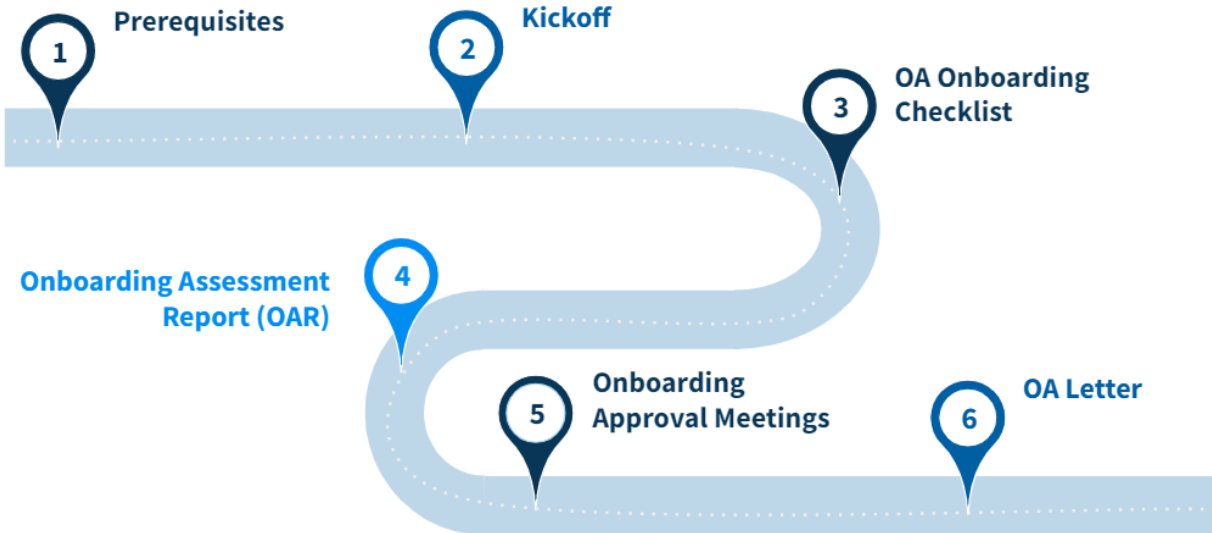 1
Prerequisites
2
Kickoff
3
OA Onboarding
Checklist
4
Onboarding Assessment
Report (OAR)
5
Onboarding
Approval Meetings
6
OA Letter